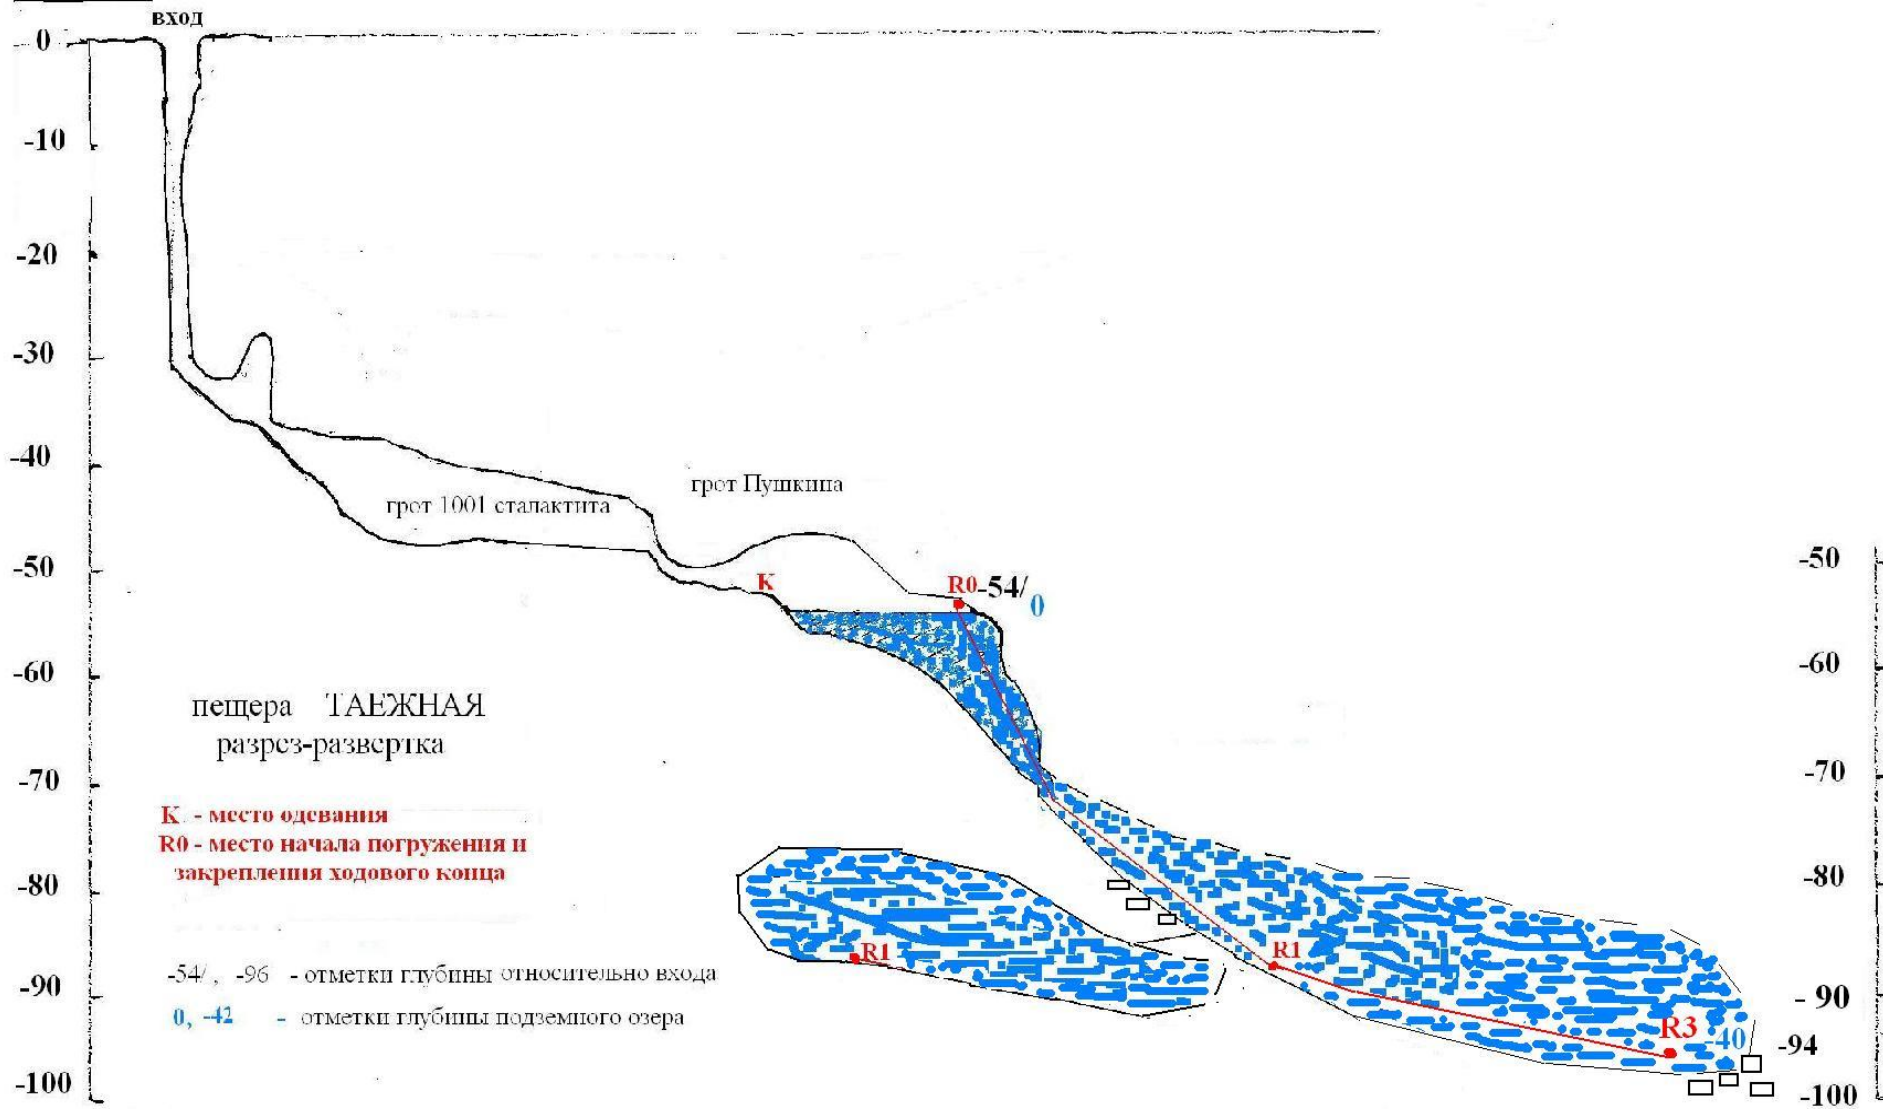 вход
0
-10
-20
-30
-40
грот Пушкина
грот 1001 сталактита
-50
-50
K
R0-54/
0
-60
-60
пещера ТАЕЖНАЯ
разрез-развертка
-70
-70
K - место одевания
R0 - место начала погружения и
закрепления ходового конца
-80
-80
R1
R1
-54/, -96 - отметки глубины относительно входа
-90
-90
0, -42 - отметки глубины подземного озера
R3
-40
-94
-100
-100